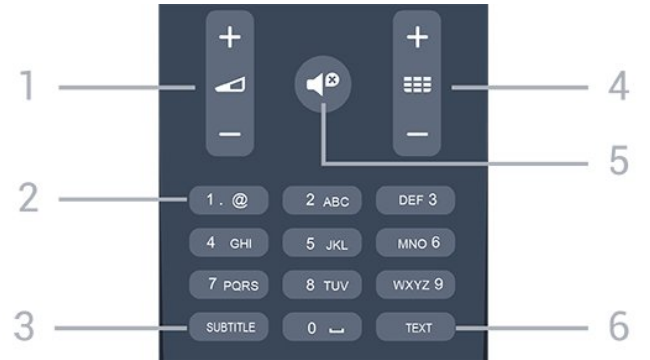 + +
1 4
5
- -
2 1 . @ 2 ABC DEF 3
4 GHI 5 JKL MNO 6
7 PQRS 8 TUV WXYZ 9
3 SUBTITLE 0 ⎵ TEXT 6